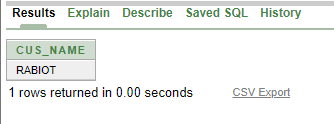 Results Explain Describe Saved SQL History
CUS_NAME
RABIOT
1 rows returned in 0.00 seconds CSV Export